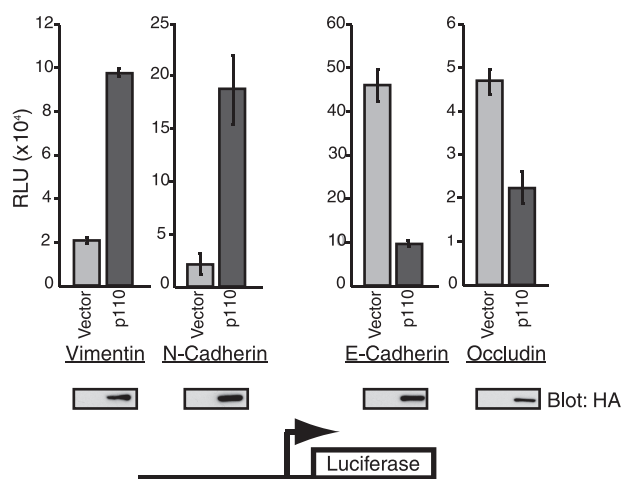 RLU (x10⁴)
12
10
8
6
4
2
0
25
20
15
10
5
0
60
50
40
30
20
10
0
6
5
4
3
2
1
0
Vector
p110
Vector
p110
Vector
p110
Vector
p110
Vimentin
N-Cadherin
E-Cadherin
Occludin
Blot: HA
Luciferase